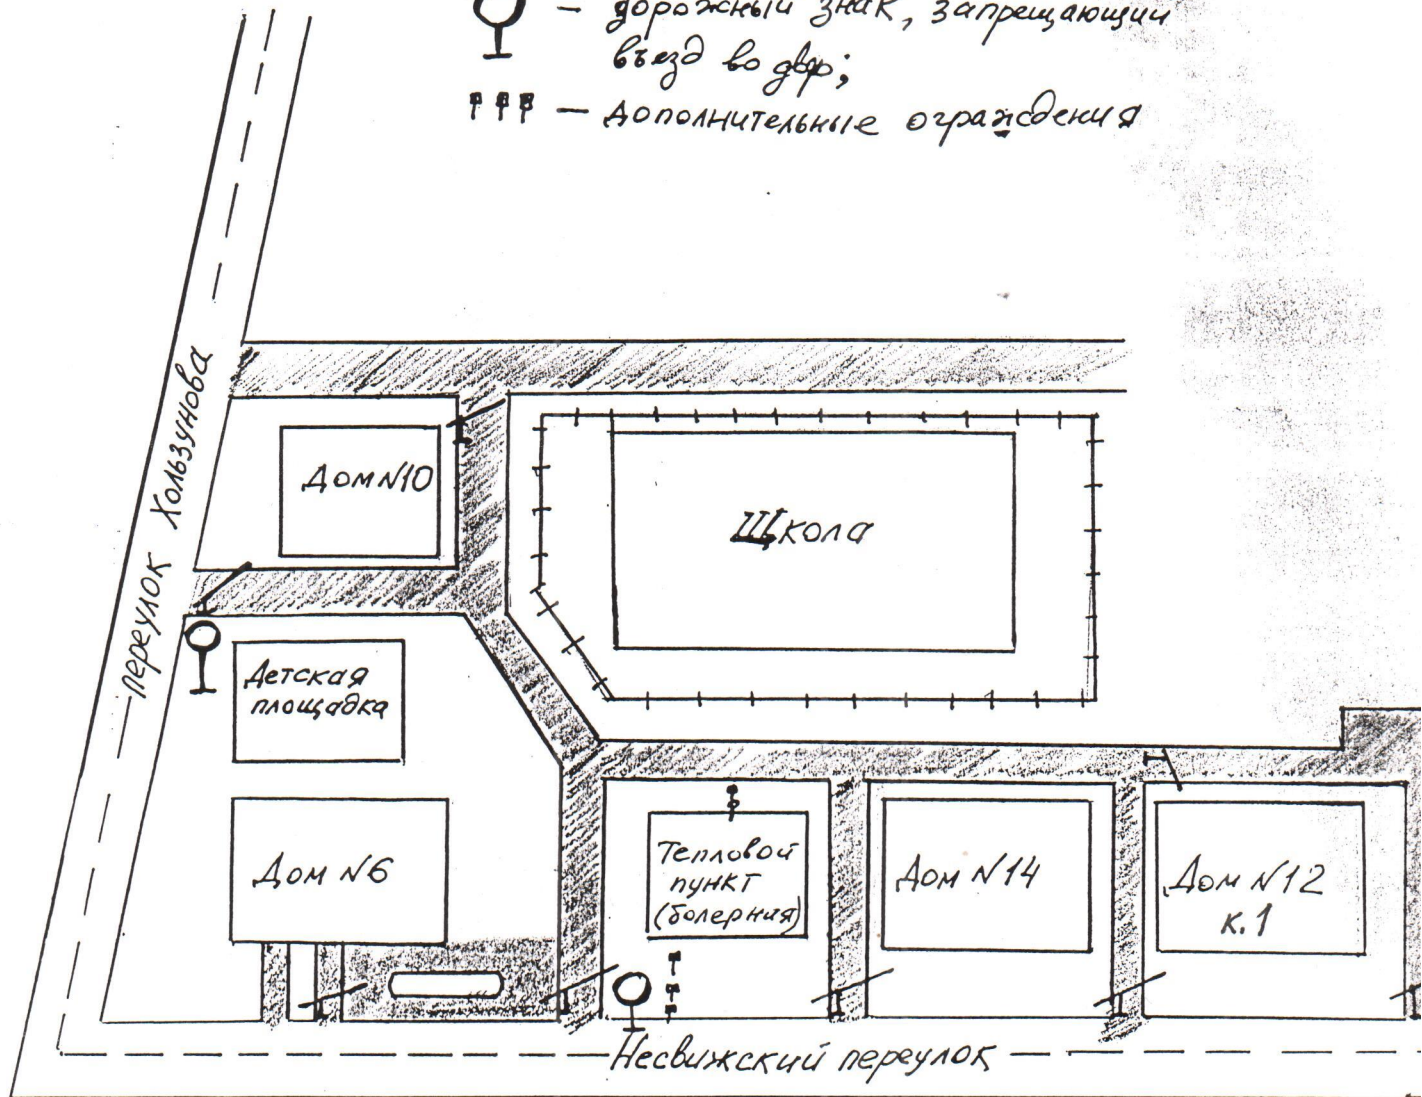 – дорожный знак, запрещающий
въезд во двор;
– дополнительные ограждения
переулок Хользунова
Дом N10
Школа
Детская
площадка
Дом N6
Тепловой
пункт
(болерния)
Дом N14
Дом N12
к.1
Несвижский переулок